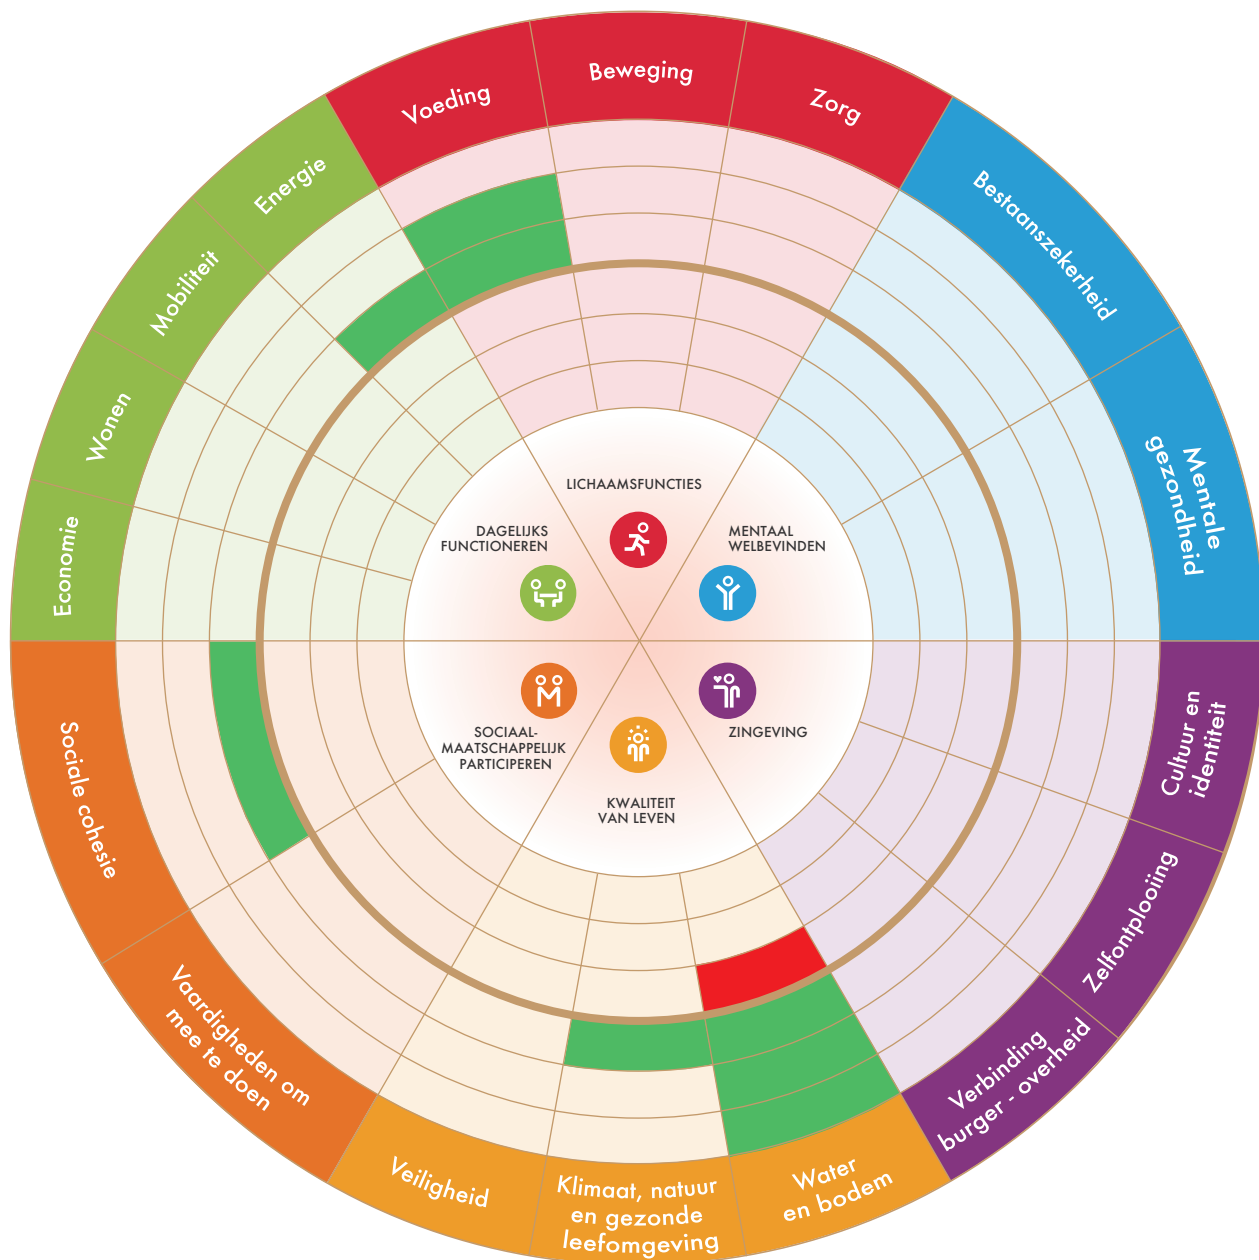 Voeding
Beweging
Zorg
Bestaanszekerheid
Mentale
gezondheid
Cultuur en
identiteit
Zelfontplooiing
Verbinding
burger - overheid
Water
en bodem
Klimaat, natuur
en gezonde
leefomgeving
Veiligheid
Vaardigheden om
mee te doen
Sociale cohesie
Economie
Wonen
Mobiliteit
Energie
LICHAAMSFUNCTIES
MENTAAL
WELBEVINDEN
ZINGEVING
KWALITEIT
VAN LEVEN
SOCIAAL-
MAATSCHAPPELIJK
PARTICIPEREN
DAGELIJKS
FUNCTIONEREN